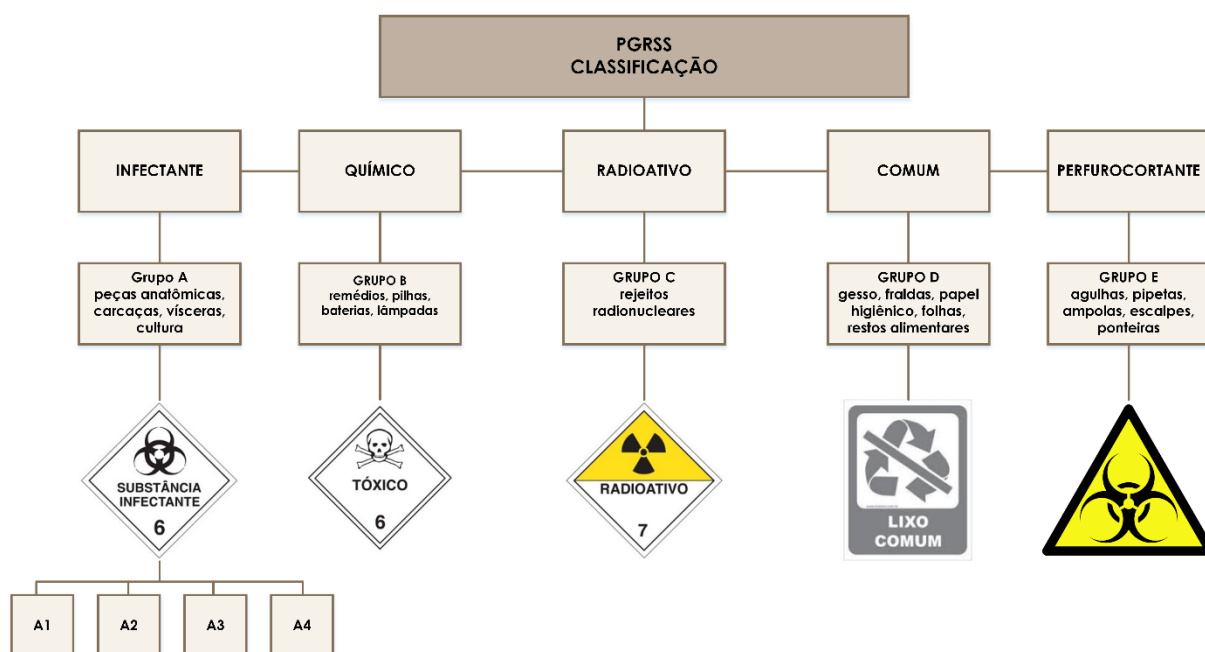 PGRSS
CLASSIFICAÇÃO
INFECTANTE
QUÍMICO
RADIOATIVO
COMUM
PERFUROCORTANTE
Grupo A
peças anatômicas,
carcaças, vísceras,
cultura
GRUPO B
remédios, pilhas,
baterias, lâmpadas
GRUPO C
rejeitos
radionucleares
GRUPO D
gesso, fraldas, papel
higiênico, folhas,
restos alimentares
GRUPO E
agulhas, pipetas,
ampolas, escalpes,
ponteiras
SUBSTÂNCIA
INFECTANTE
6
TÓXICO
6
RADIOATIVO
7
LIXO
COMUM
A1
A2
A3
A4